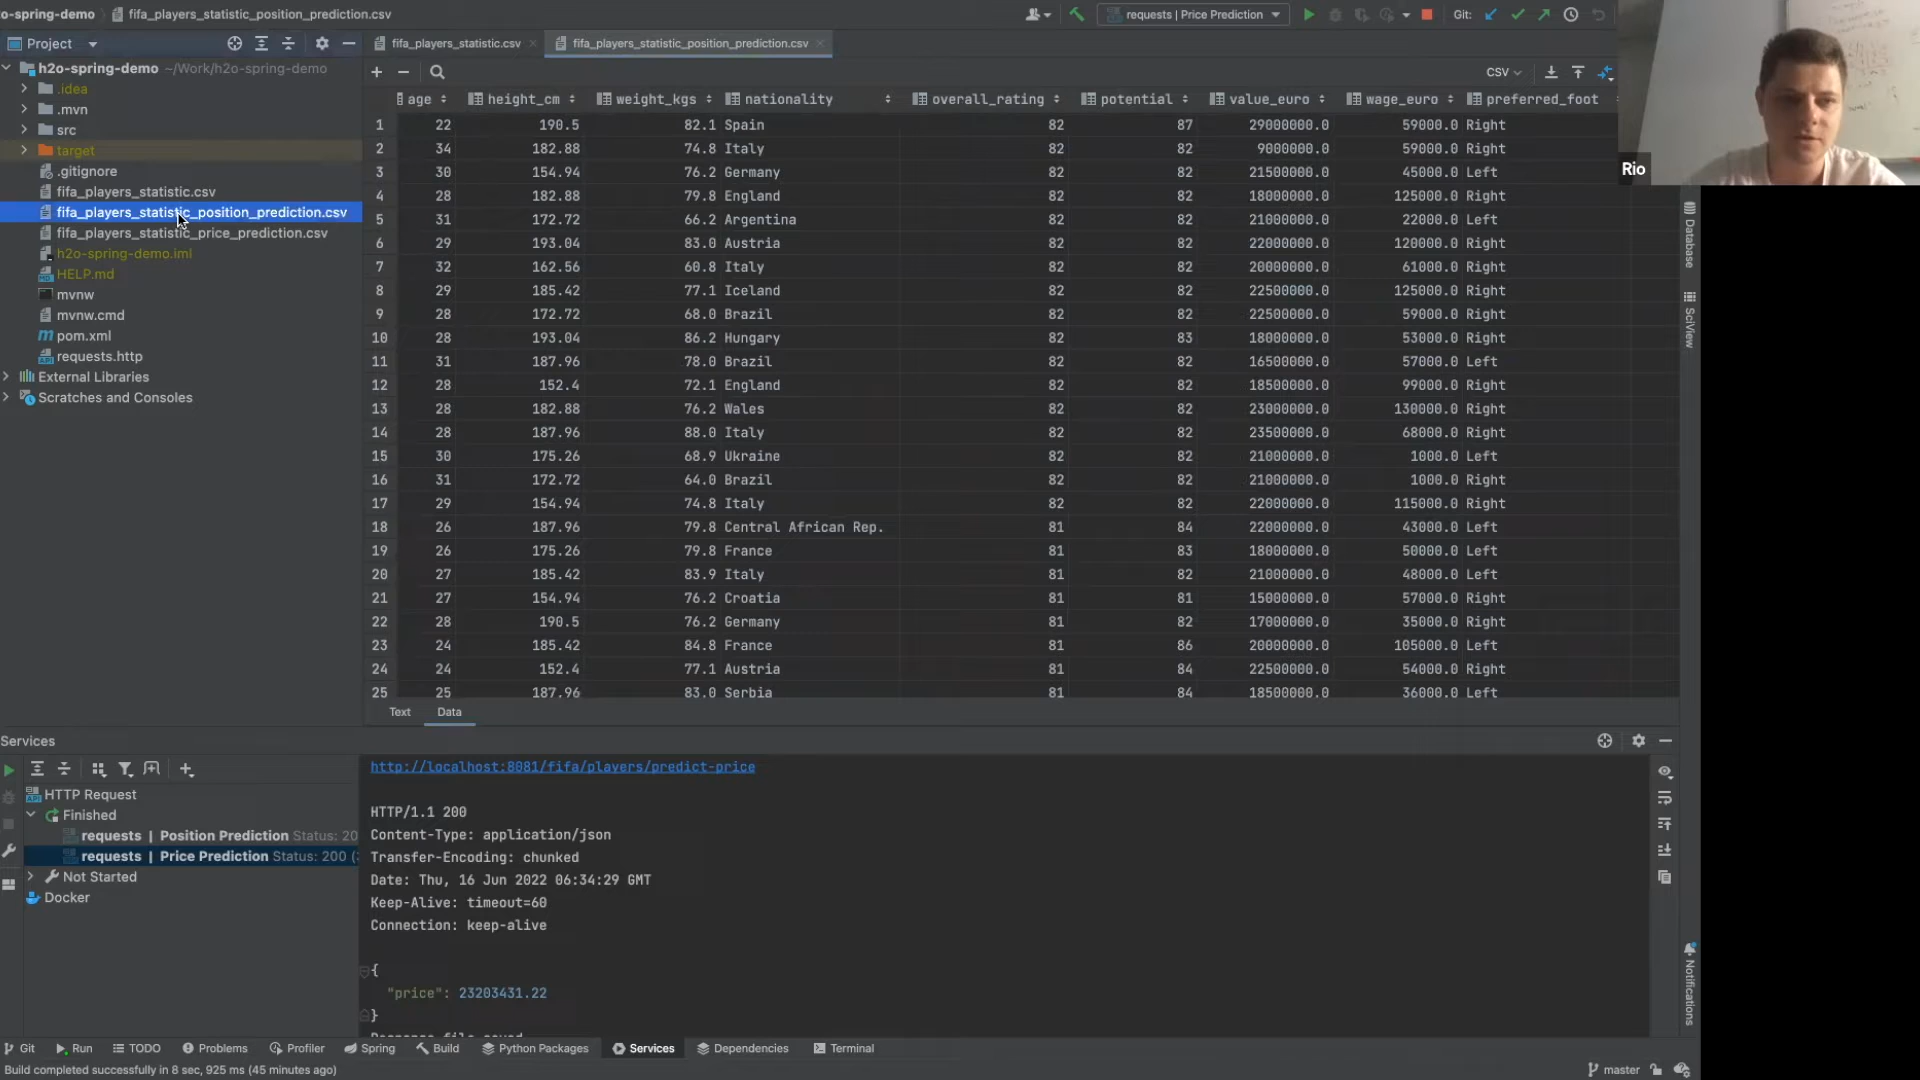 o-spring-demo 〉 fifa_players_statistic_position_prediction.csv
requests | Price Prediction
Git:
Project
fifa_players_statistic.csv
fifa_players_statistic_position_prediction.csv
h2o-spring-demo ~/Work/h2o-spring-demo
.idea
.mvn
src
target
.gitignore
fifa_players_statistic.csv
fifa_players_statistic_position_prediction.csv
fifa_players_statistic_price_prediction.csv
h2o-spring-demo.iml
HELP.md
mvnw
mvnw.cmd
pom.xml
requests.http
External Libraries
Scratches and Consoles
CSV
age height_cm weight_kgs nationality overall_rating potential value_euro wage_euro preferred_foot
1 22 190.5 82.1 Spain 82 87 29000000.0 59000.0 Right
2 34 182.88 74.8 Italy 82 82 9000000.0 59000.0 Right
3 30 154.94 76.2 Germany 82 82 21500000.0 45000.0 Left
4 28 182.88 79.8 England 82 82 18000000.0 125000.0 Right
5 31 172.72 66.2 Argentina 82 82 21000000.0 22000.0 Left
6 29 193.04 83.0 Austria 82 82 22000000.0 120000.0 Right
7 32 162.56 60.8 Italy 82 82 20000000.0 61000.0 Right
8 29 185.42 77.1 Iceland 82 82 22500000.0 125000.0 Right
9 28 172.72 68.0 Brazil 82 82 22500000.0 59000.0 Right
10 28 193.04 86.2 Hungary 82 83 18000000.0 53000.0 Right
11 31 187.96 78.0 Brazil 82 82 16500000.0 57000.0 Left
12 28 152.4 72.1 England 82 82 18500000.0 99000.0 Right
13 28 182.88 76.2 Wales 82 82 23000000.0 130000.0 Right
14 28 187.96 88.0 Italy 82 82 23500000.0 68000.0 Right
15 30 175.26 68.9 Ukraine 82 82 21000000.0 1000.0 Left
16 31 172.72 64.0 Brazil 82 82 21000000.0 1000.0 Right
17 29 154.94 74.8 Italy 82 82 22000000.0 115000.0 Right
18 26 187.96 79.8 Central African Rep. 81 84 22000000.0 43000.0 Left
19 26 175.26 79.8 France 81 83 18000000.0 50000.0 Left
20 27 185.42 83.9 Italy 81 82 21000000.0 48000.0 Left
21 27 154.94 76.2 Croatia 81 81 15000000.0 57000.0 Right
22 28 190.5 76.2 Germany 81 82 17000000.0 35000.0 Right
23 24 185.42 84.8 France 81 86 20000000.0 105000.0 Left
24 24 152.4 77.1 Austria 81 84 22500000.0 54000.0 Right
25 25 187.96 83.0 Serbia 81 84 18500000.0 36000.0 Left
Text Data
Rio
Database
SciView
Notifications
Services
HTTP Request
Finished
requests | Position Prediction Status: 20
requests | Price Prediction Status: 200 (
Not Started
Docker
http://localhost:8081/fifa/players/predict-price
HTTP/1.1 200
Content-Type: application/json
Transfer-Encoding: chunked
Date: Thu, 16 Jun 2022 06:34:29 GMT
Keep-Alive: timeout=60
Connection: keep-alive
{
"price": 23203431.22
}
Response file saved.
Git Run TODO Problems Profiler Spring Build Python Packages Services Dependencies Terminal
Build completed successfully in 8 sec, 925 ms (45 minutes ago)
master